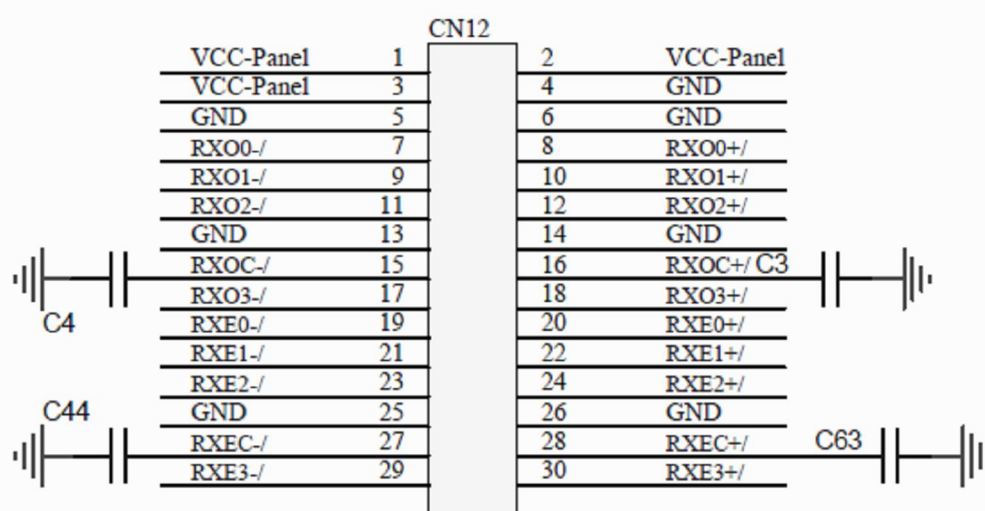 CN12
VCC-Panel 1 2 VCC-Panel
VCC-Panel 3 4 GND
GND 5 6 GND
RXO0-/ 7 8 RXO0+/
RXO1-/ 9 10 RXO1+/
RXO2-/ 11 12 RXO2+/
GND 13 14 GND
RXOC-/ 15 16 RXOC+/ C3
RXO3-/ 17 18 RXO3+/
C4 RXE0-/ 19 20 RXE0+/
RXE1-/ 21 22 RXE1+/
RXE2-/ 23 24 RXE2+/
C44 GND 25 26 GND
RXEC-/ 27 28 RXEC+/ C63
RXE3-/ 29 30 RXE3+/